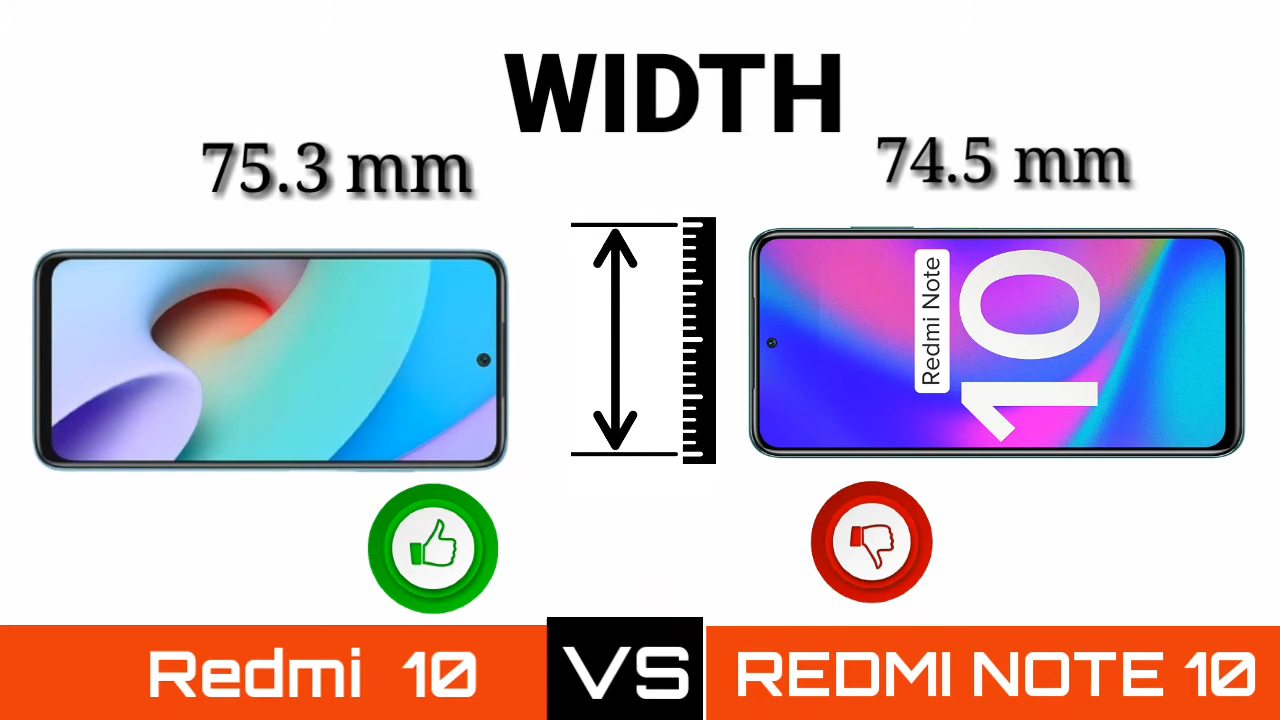 WIDTH
75.3 mm
74.5 mm
Redmi Note
10
Redmi 10
VS
REDMI NOTE 10